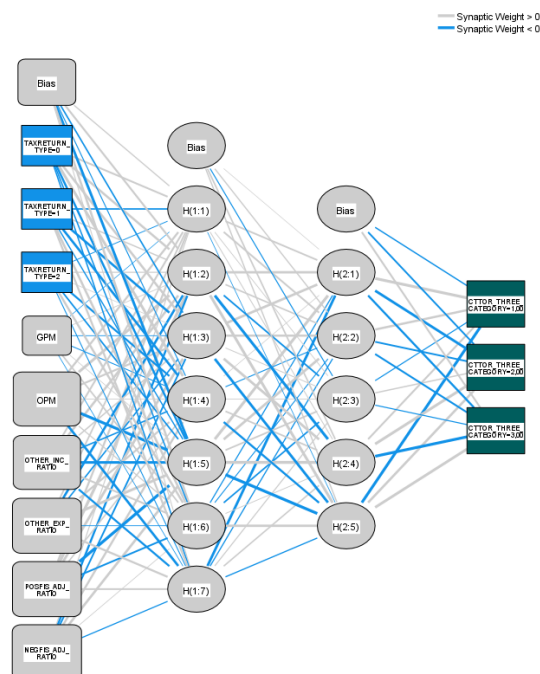 Synaptic Weight > 0
Synaptic Weight < 0
Bias
TAXRETURN_
TYPE=0
TAXRETURN_
TYPE=1
TAXRETURN_
TYPE=2
GPM
OPM
OTHER_INC_
RATIO
OTHER_EXP_
RATIO
POSFIS_ADJ_
RATIO
NEGFIS_ADJ_
RATIO
Bias
H(1:1)
H(1:2)
H(1:3)
H(1:4)
H(1:5)
H(1:6)
H(1:7)
Bias
H(2:1)
H(2:2)
H(2:3)
H(2:4)
H(2:5)
CTTOR_THREE_
CATEGORY=1,00
CTTOR_THREE_
CATEGORY=2,00
CTTOR_THREE_
CATEGORY=3,00